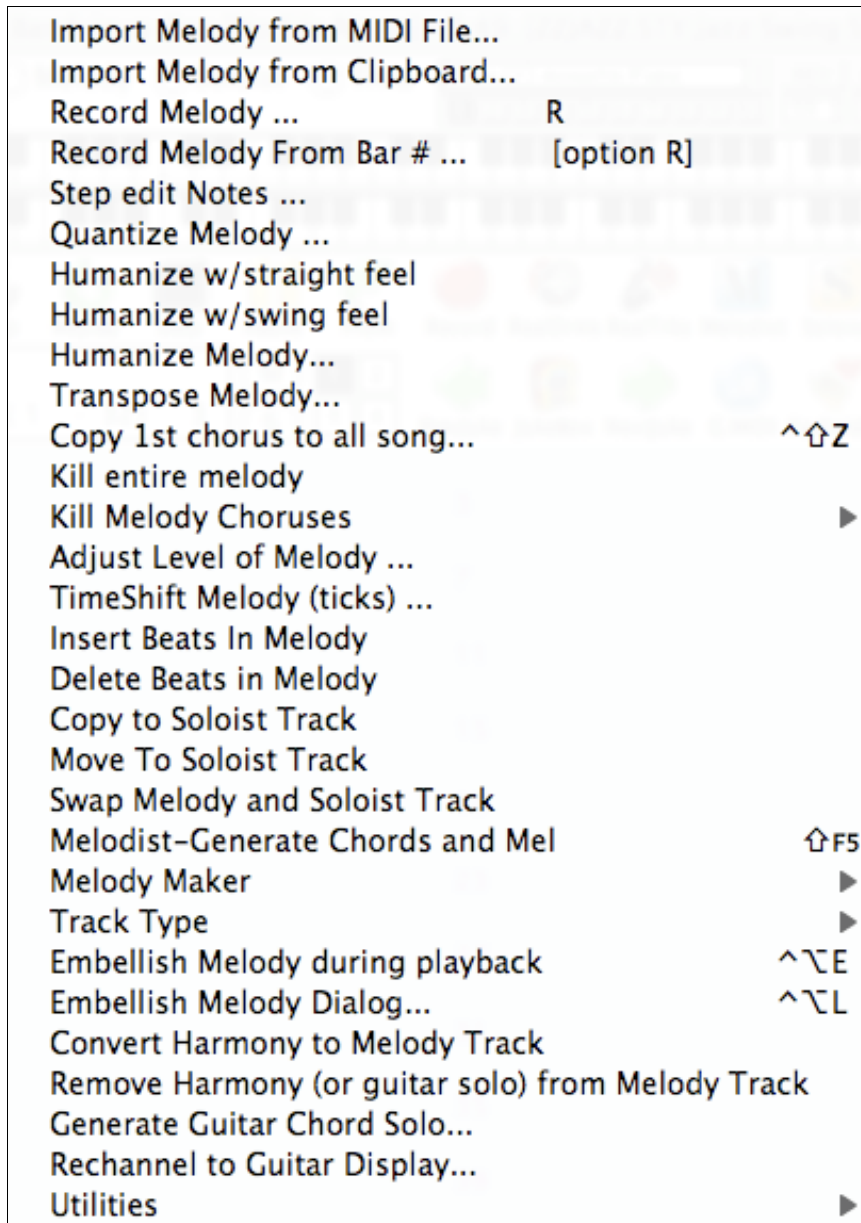 Import Melody from MIDI File...
Import Melody from Clipboard...
Record Melody ... R
Record Melody From Bar # ... [option R]
Step edit Notes ...
Quantize Melody ...
Humanize w/straight feel
Humanize w/swing feel
Humanize Melody...
Transpose Melody...
Copy 1st chorus to all song... ^⇧Z
Kill entire melody
Kill Melody Choruses ▶
Adjust Level of Melody ...
TimeShift Melody (ticks) ...
Insert Beats In Melody
Delete Beats in Melody
Copy to Soloist Track
Move To Soloist Track
Swap Melody and Soloist Track
Melodist-Generate Chords and Mel ⇧F5
Melody Maker ▶
Track Type ▶
Embellish Melody during playback ^⌥E
Embellish Melody Dialog... ^⌥L
Convert Harmony to Melody Track
Remove Harmony (or guitar solo) from Melody Track
Generate Guitar Chord Solo...
Rechannel to Guitar Display...
Utilities ▶